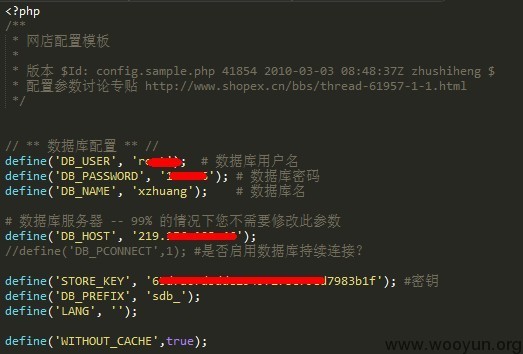 <?php
/**
 * 网店配置模板
 *
 * 版本 $Id: config.sample.php 41854 2010-03-03 08:48:37Z zhushiheng $
 * 配置参数讨论专贴 http://www.shopex.cn/bbs/thread-61957-1-1.html
 */
// ** 数据库配置 ** //
define('DB_USER', 'r'); # 数据库用户名
define('DB_PASSWORD', '1 6'); # 数据库密码
define('DB_NAME', 'xzhuang'); # 数据库名
# 数据库服务器 -- 99% 的情况下您不需要修改此参数
define('DB_HOST', '219. ');
//define('DB_PCONNECT',1); #是否启用数据库持续连接?
define('STORE_KEY', '6 d7983b1f'); #密钥
define('DB_PREFIX', 'sdb_');
define('LANG', '');
define('WITHOUT_CACHE',true);
www.wooyun.org